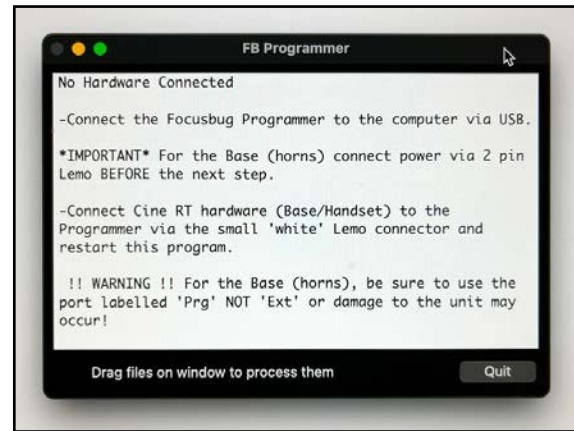 FB Programmer
No Hardware Connected
-Connect the Focusbug Programmer to the computer via USB.
*IMPORTANT* For the Base (horns) connect power via 2 pin
Lemo BEFORE the next step.
-Connect Cine RT hardware (Base/Handset) to the
Programmer via the small 'white' Lemo connector and
restart this program.
!! WARNING !! For the Base (horns), be sure to use the
port labelled 'Prg' NOT 'Ext' or damage to the unit may
occur!
Drag files on window to process them
Quit